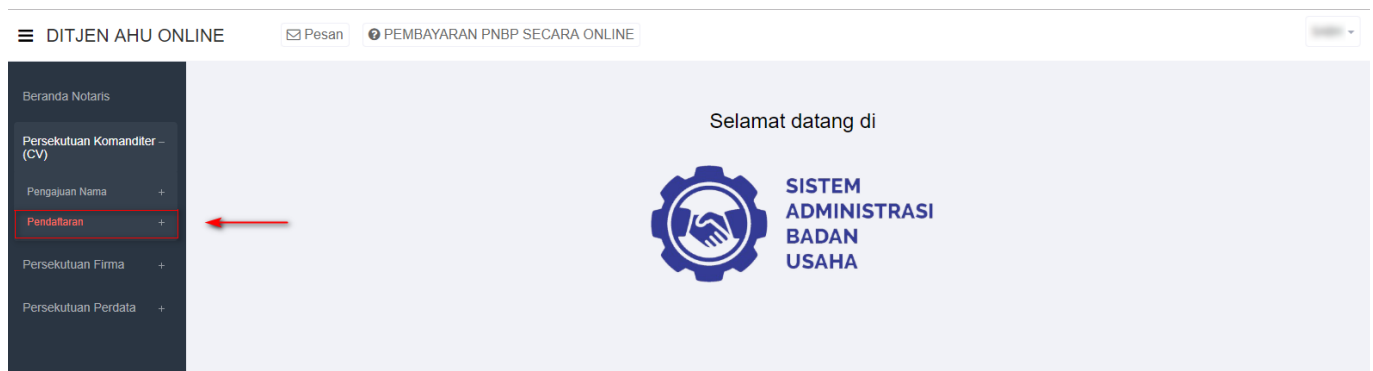 DITJEN AHU ONLINE
Pesan
PEMBAYARAN PNBP SECARA ONLINE
Beranda Notaris
Persekutuan Komanditer –
(CV)
Pengajuan Nama +
Pendaftaran +
Persekutuan Firma +
Persekutuan Perdata +
Selamat datang di
SISTEM
ADMINISTRASI
BADAN
USAHA